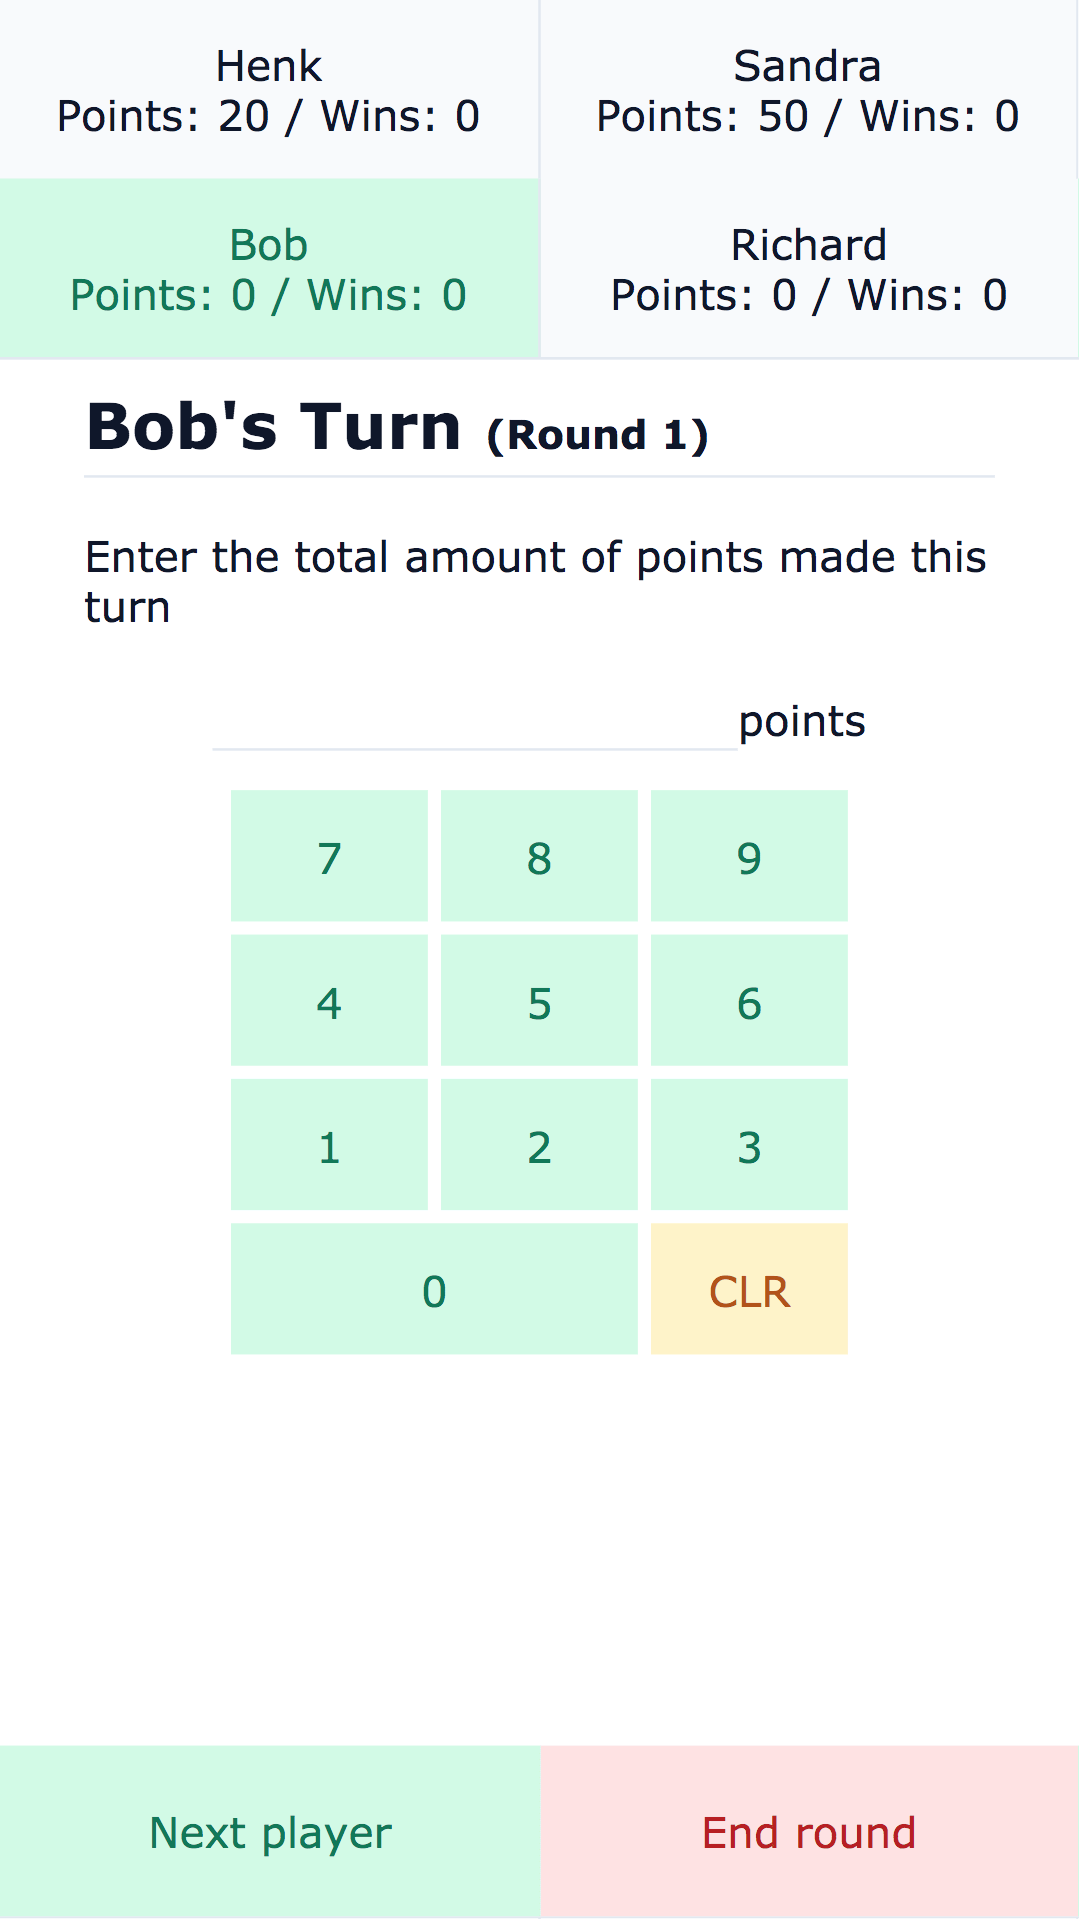 Henk
Points: 20 / Wins: 0
Sandra
Points: 50 / Wins: 0
Bob
Points: 0 / Wins: 0
Richard
Points: 0 / Wins: 0
Bob's Turn (Round 1)
Enter the total amount of points made this
turn
points
7 8 9
4 5 6
1 2 3
0 CLR
Next player
End round